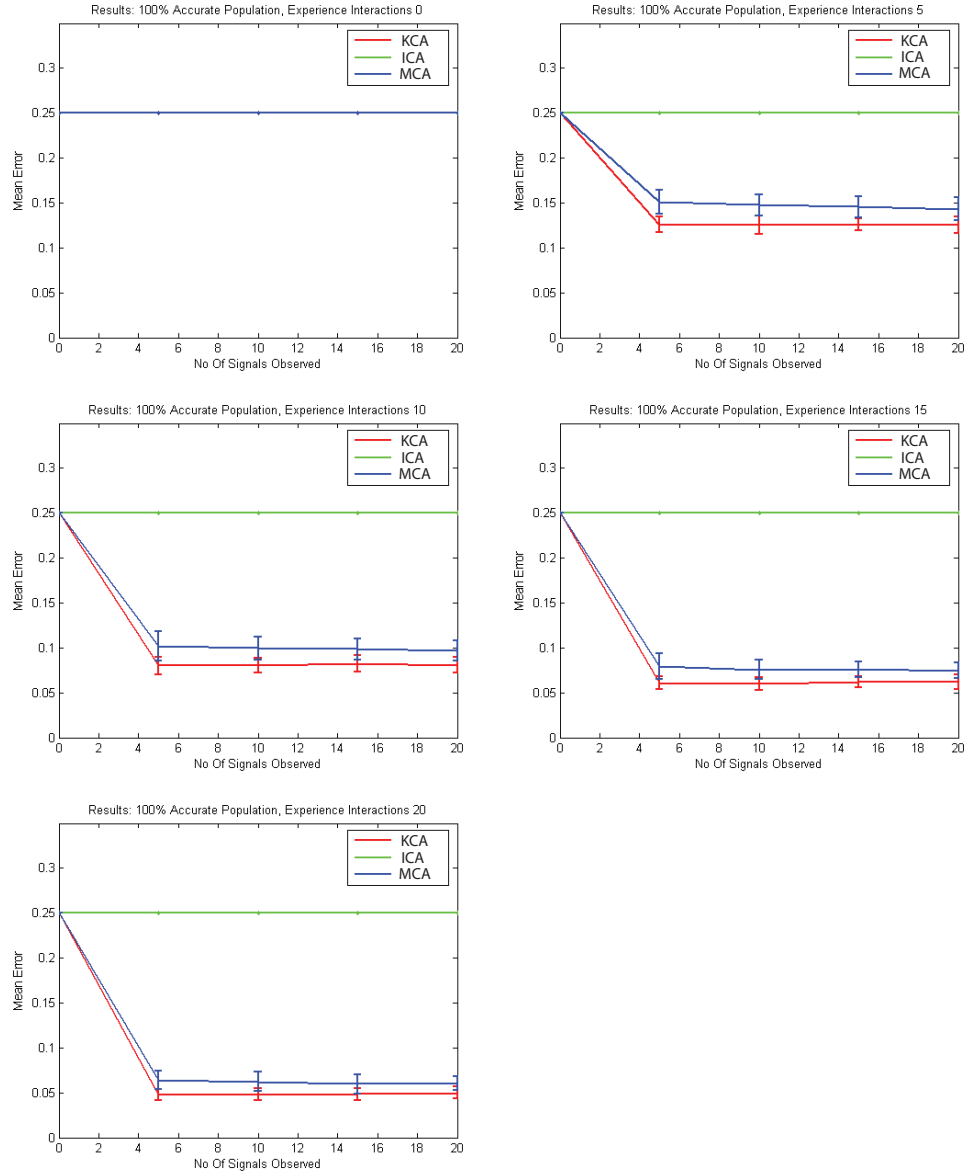 Results: 100% Accurate Population, Experience Interactions 0
KCA
ICA
MCA
0.3
0.25
0.2
0.15
0.1
0.05
0
Mean Error
0 2 4 6 8 10 12 14 16 18 20
No Of Signals Observed
Results: 100% Accurate Population, Experience Interactions 5
KCA
ICA
MCA
0.3
0.25
0.2
0.15
0.1
0.05
0
Mean Error
0 2 4 6 8 10 12 14 16 18 20
No Of Signals Observed
Results: 100% Accurate Population, Experience Interactions 10
KCA
ICA
MCA
0.3
0.25
0.2
0.15
0.1
0.05
0
Mean Error
0 2 4 6 8 10 12 14 16 18 20
No Of Signals Observed
Results: 100% Accurate Population, Experience Interactions 15
KCA
ICA
MCA
0.3
0.25
0.2
0.15
0.1
0.05
0
Mean Error
0 2 4 6 8 10 12 14 16 18 20
No Of Signals Observed
Results: 100% Accurate Population, Experience Interactions 20
KCA
ICA
MCA
0.3
0.25
0.2
0.15
0.1
0.05
0
Mean Error
0 2 4 6 8 10 12 14 16 18 20
No Of Signals Observed